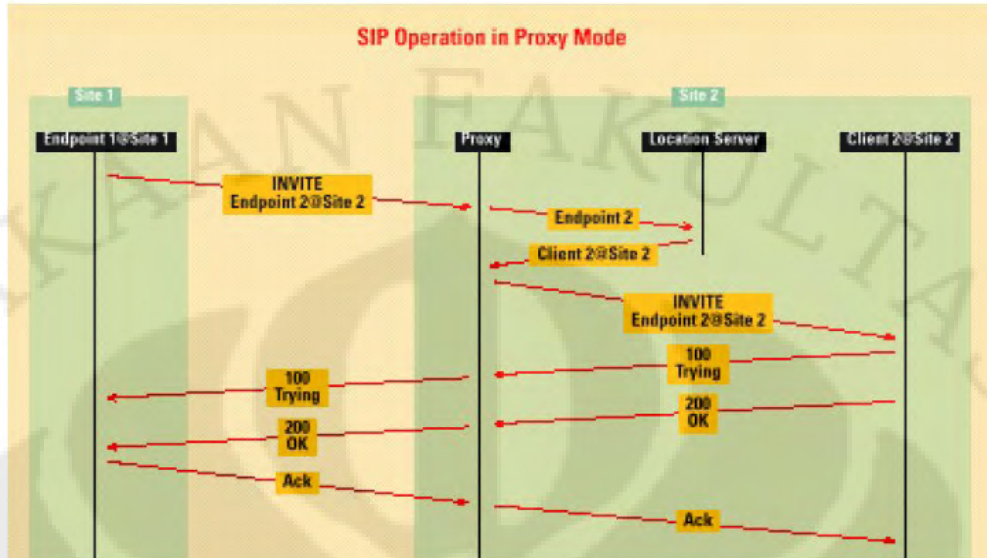 SIP Operation in Proxy Mode
Site 1
Site 2
Endpoint 1@Site 1
Proxy
Location Server
Client 2@Site 2
INVITE
Endpoint 2@Site 2
Endpoint 2
Client 2@Site 2
INVITE
Endpoint 2@Site 2
100
Trying
100
Trying
200
OK
200
OK
Ack
Ack
KAAN FAKULTAS